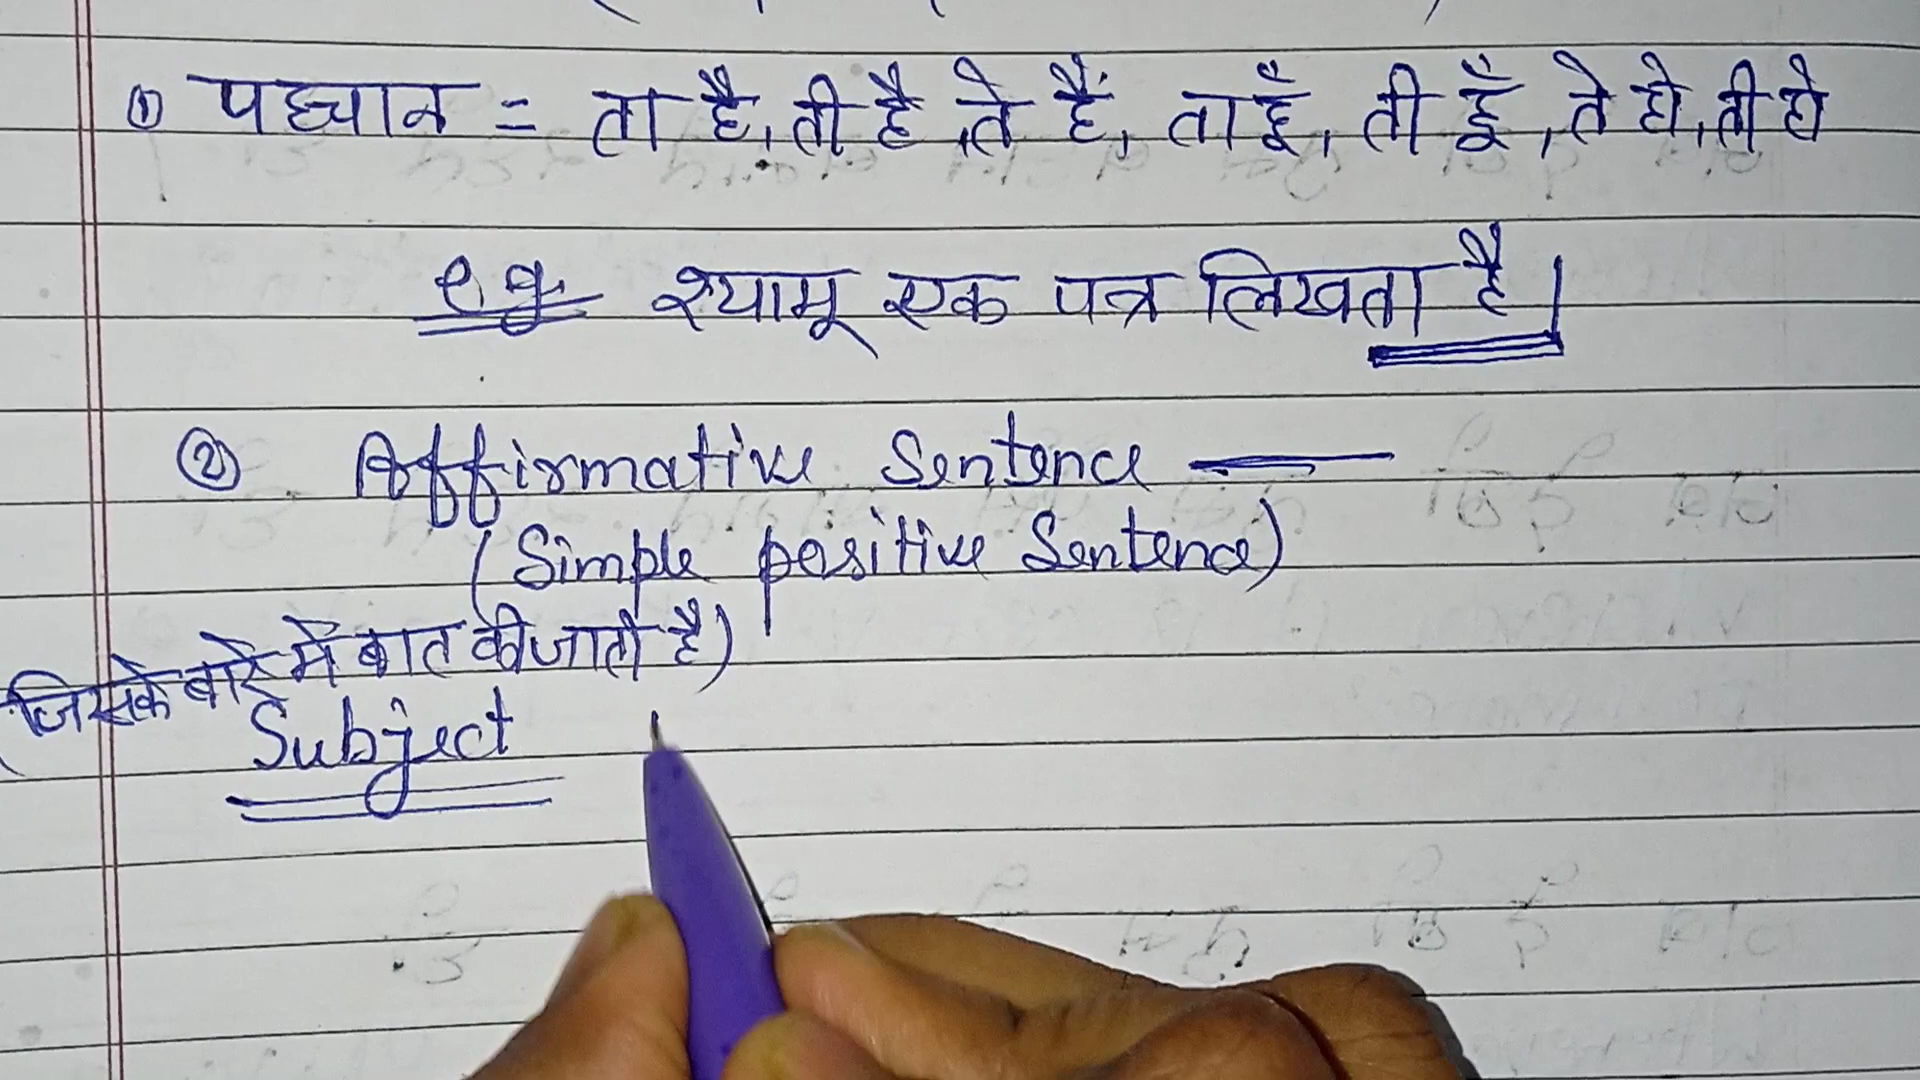 ① पहचान = ता है, ती है, ते हैं, ता हूँ, ती हूँ, ते हो, ती हो
e.g. श्यामू एक पत्र लिखता है।
② Affirmative Sentence —
(Simple positive Sentence)
(जिसके बारे में बात की जाती है)
Subject